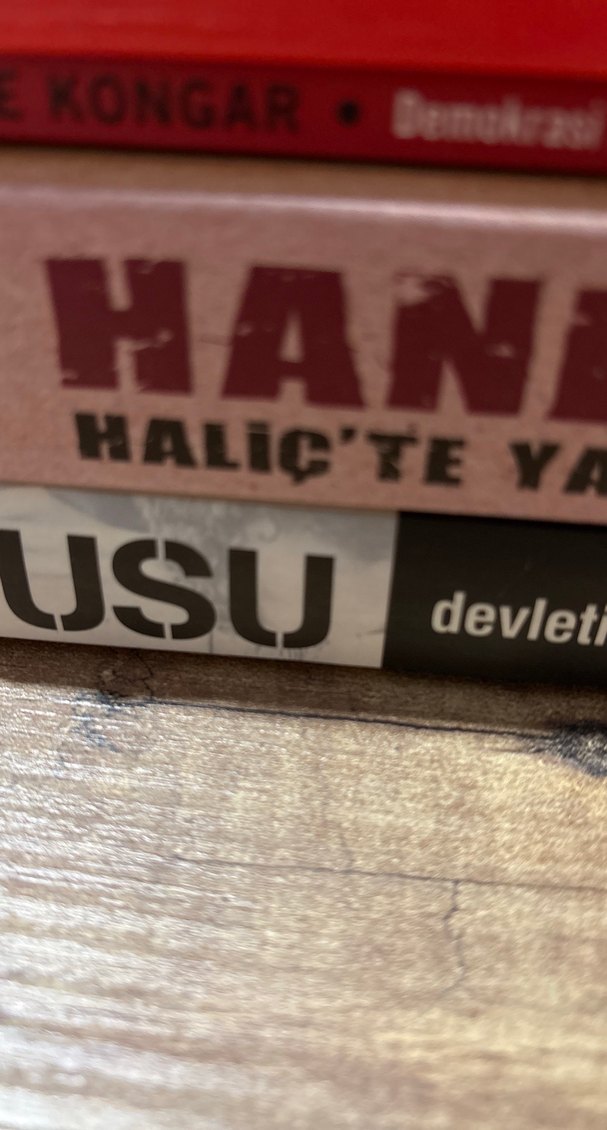 E KONGAR • Demokrasi
HAN
HALİÇ'TE YA
USU devleti